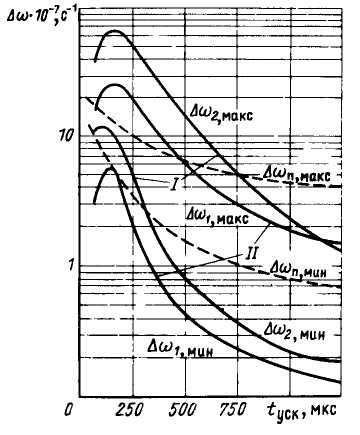 Δω·10⁻⁷, с⁻¹
Δω₂,макс
10
Δωп,макс
I
Δω₁,макс
II
Δωп,мин
1
Δω₂,мин
Δω₁,мин
0 250 500 750 tуск, мкс